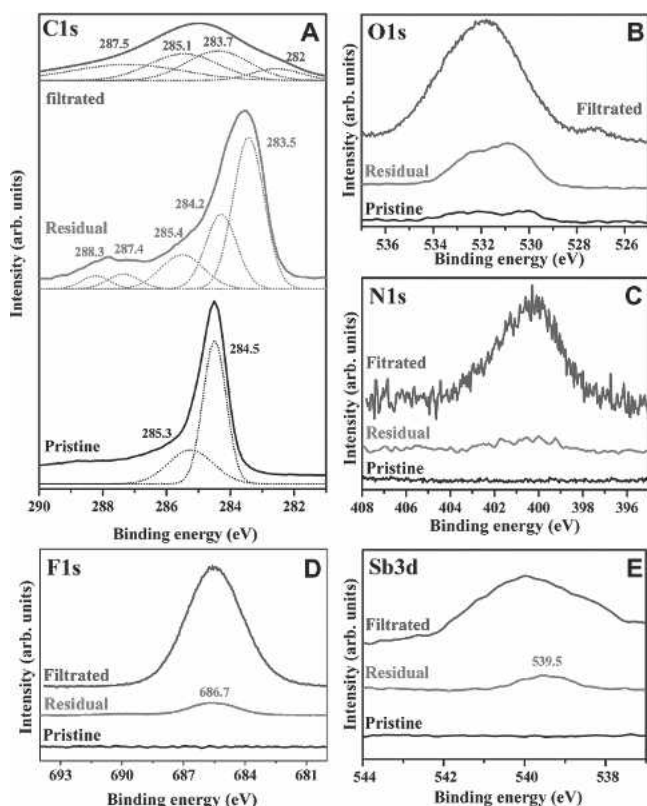 C1s
A
287.5
285.1
283.7
282
filtrated
283.5
284.2
Residual
285.4
288.3
287.4
284.5
285.3
Pristine
290 288 286 284 282
Binding energy (eV)
Intensity (arb. units)
O1s
B
Filtrated
Residual
Pristine
536 534 532 530 528 526
Binding energy (eV)
Intensity (arb. units)
N1s
C
Fitrated
Residual
Pristine
408 406 404 402 400 398 396
Binding energy (eV)
Intensity (arb. units)
F1s
D
Filtrated
Residual
686.7
Pristine
693 690 687 684 681
Binding energy (eV)
Intensity (arb. units)
Sb3d
E
Filtrated
539.5
Residual
Pristine
544 542 540 538
Binding energy (eV)
Intensity (arb. units)